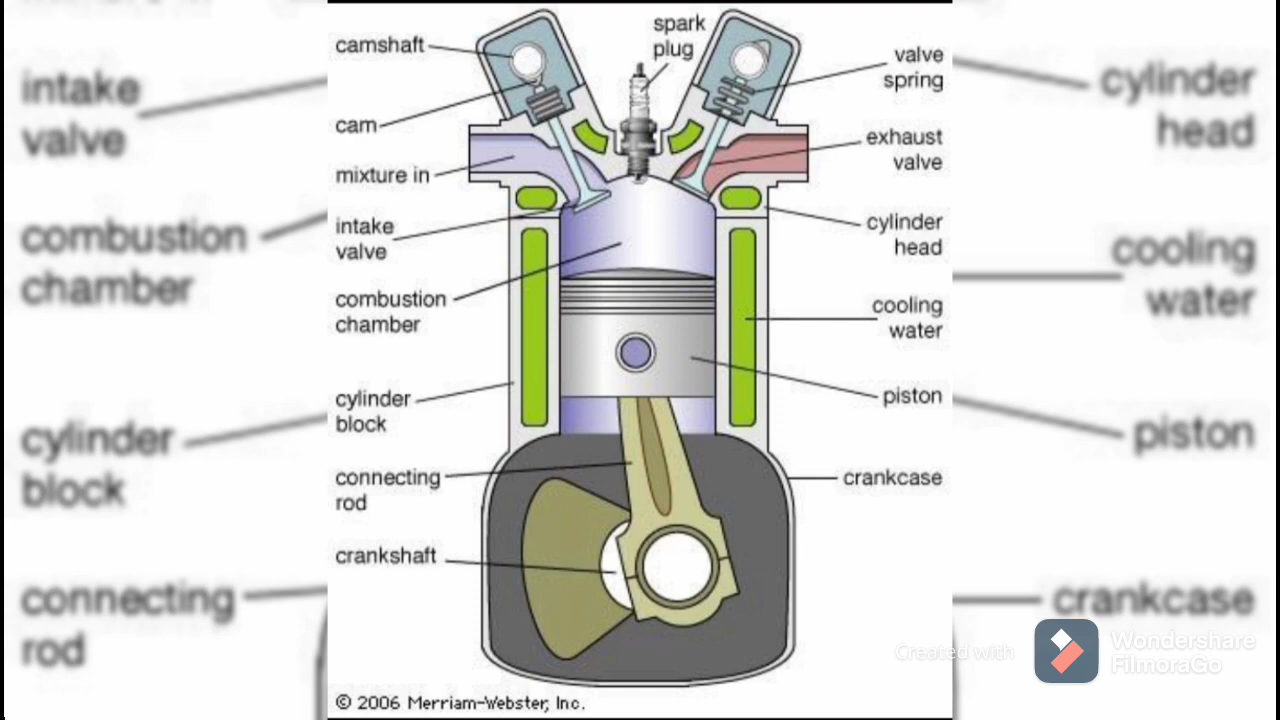 camshaft
cam
mixture in
intake
valve
combustion
chamber
cylinder
block
connecting
rod
crankshaft
spark
plug
valve
spring
exhaust
valve
cylinder
head
cooling
water
piston
crankcase
© 2006 Merriam-Webster, Inc.
intake
valve
combustion
chamber
cylinder
block
connecting
rod
cylinder
head
cooling
water
piston
crankcase
Created with
Wondershare
FilmoraGo